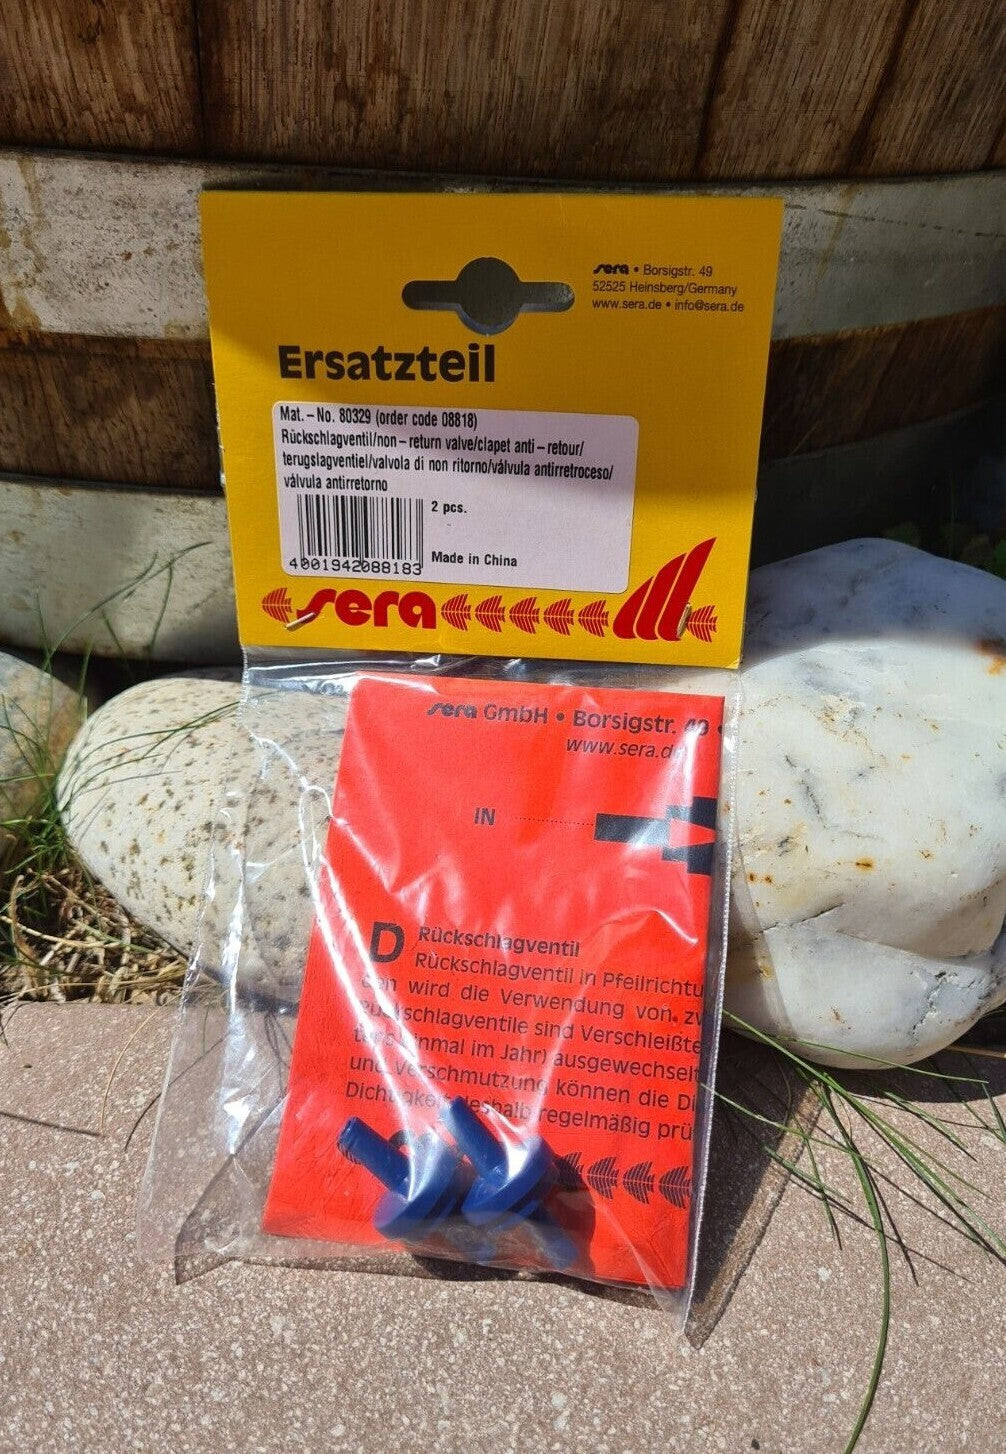 sera • Borsigstr. 49
52525 Heinsberg/Germany
www.sera.de • info@sera.de
Ersatzteil
Mat. – No. 80329 (order code 08818)
Rückschlagventil/non – return valve/clapet anti – retour/
terugslagventiel/valvola di non ritorno/válvula antirretroceso/
válvula antirretorno
2 pcs.
Made in China
4001942088183
sera
sera GmbH • Borsigstr. 49 •
www.sera.de
IN
D Rückschlagventil
Rückschlagventil in Pfeilrichtu
den wird die Verwendung von zv
Rückschlagventile sind Verschleißte
einmal im Jahr) ausgewechselt
und Verschmutzung können die Di
Dichtigkeit deshalb regelmäßig prü